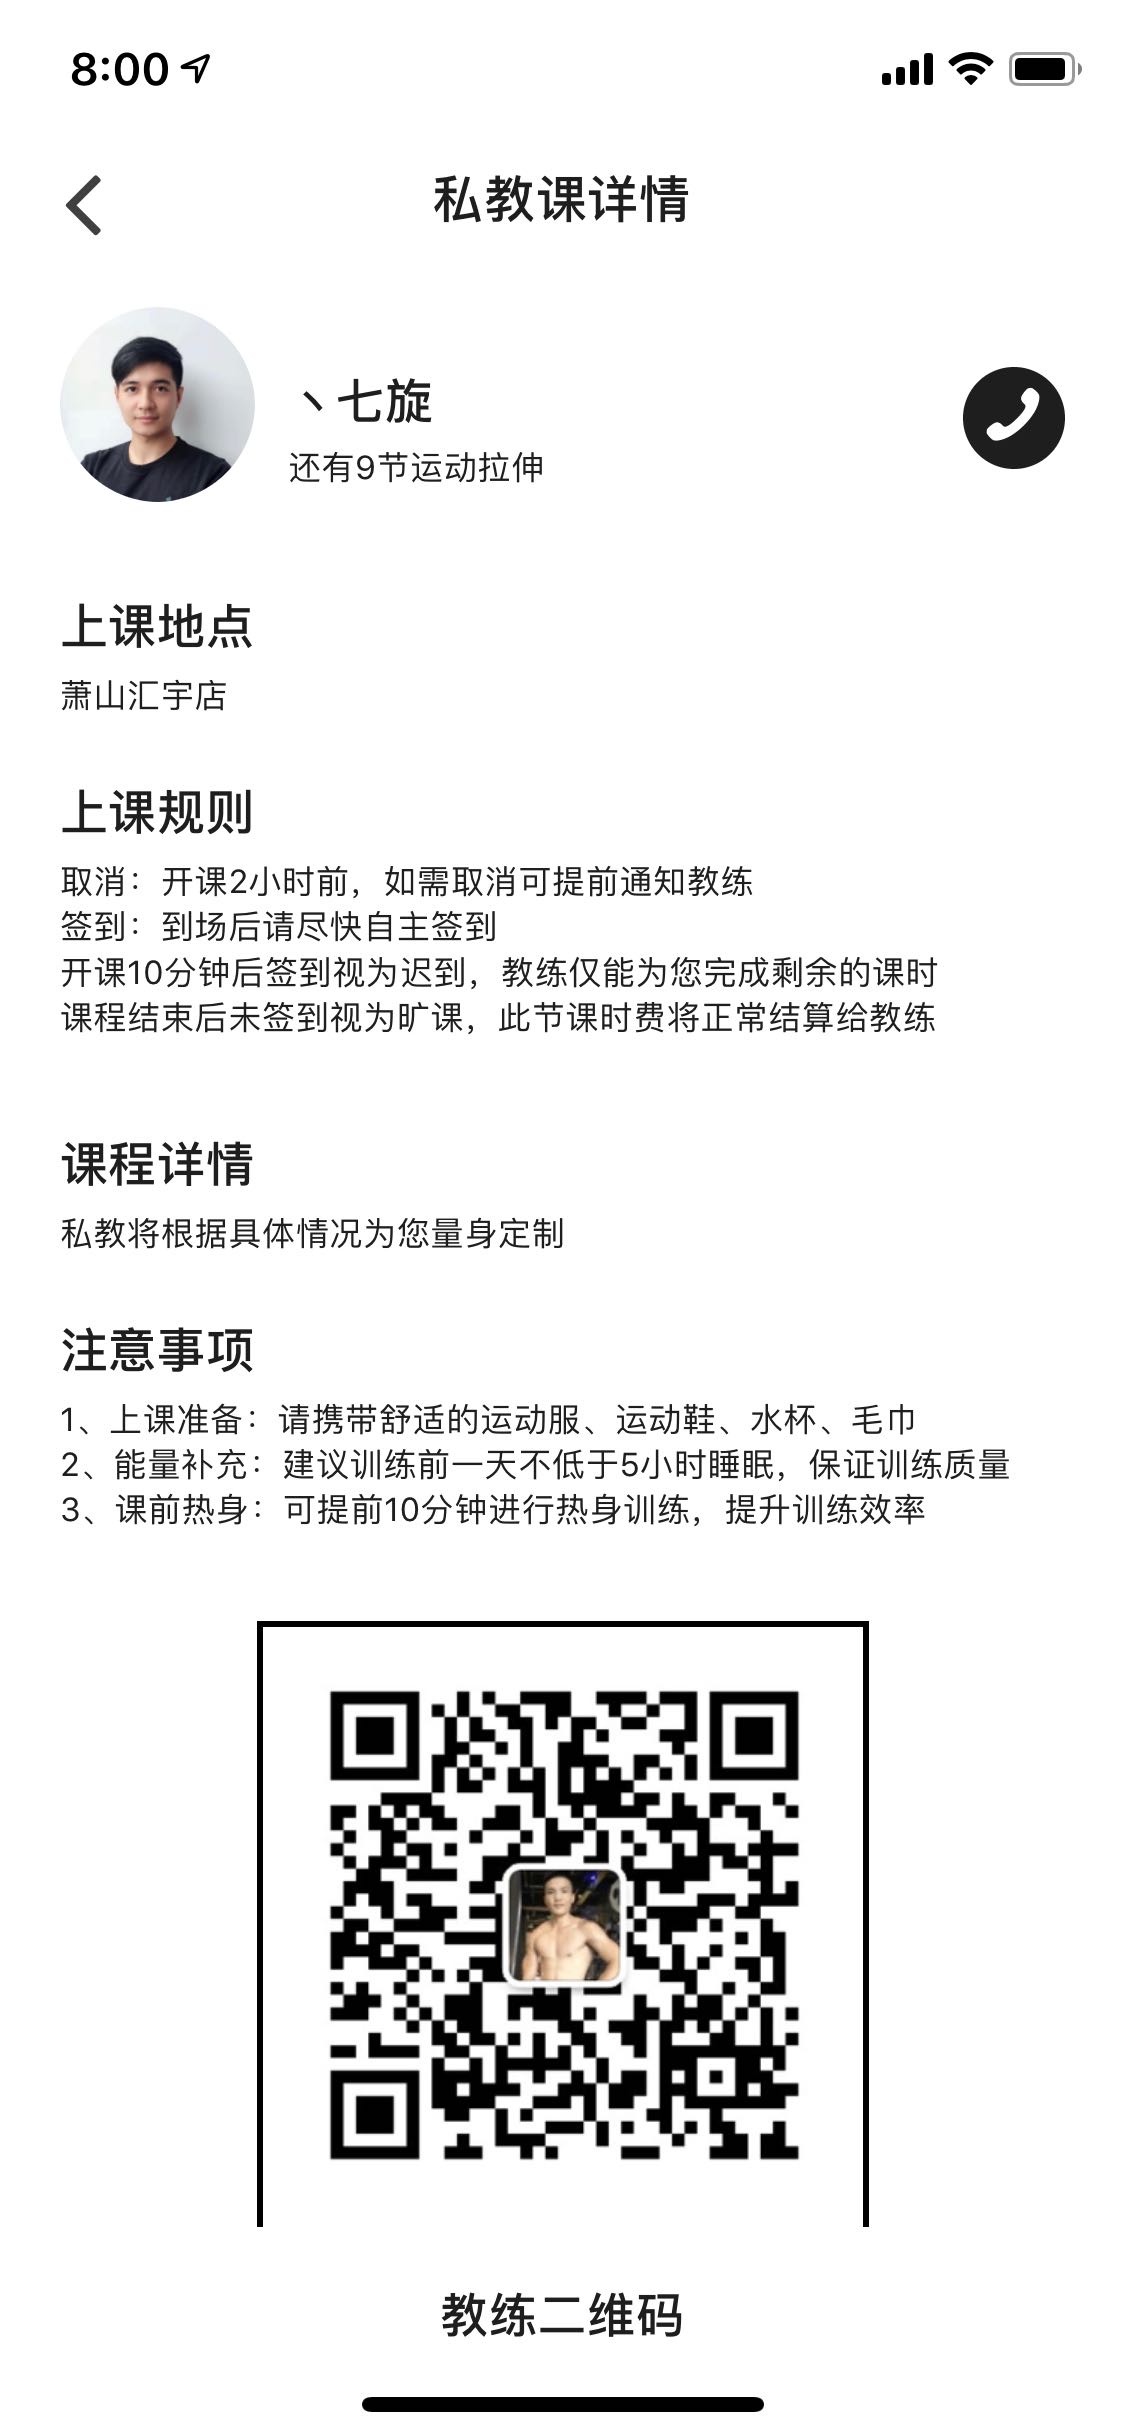 8:00
私教课详情
丶七旋
还有9节运动拉伸
上课地点
萧山汇宇店
上课规则
取消：开课2小时前，如需取消可提前通知教练
签到：到场后请尽快自主签到
开课10分钟后签到视为迟到，教练仅能为您完成剩余的课时
课程结束后未签到视为旷课，此节课时费将正常结算给教练
课程详情
私教将根据具体情况为您量身定制
注意事项
1、上课准备：请携带舒适的运动服、运动鞋、水杯、毛巾
2、能量补充：建议训练前一天不低于5小时睡眠，保证训练质量
3、课前热身：可提前10分钟进行热身训练，提升训练效率
教练二维码